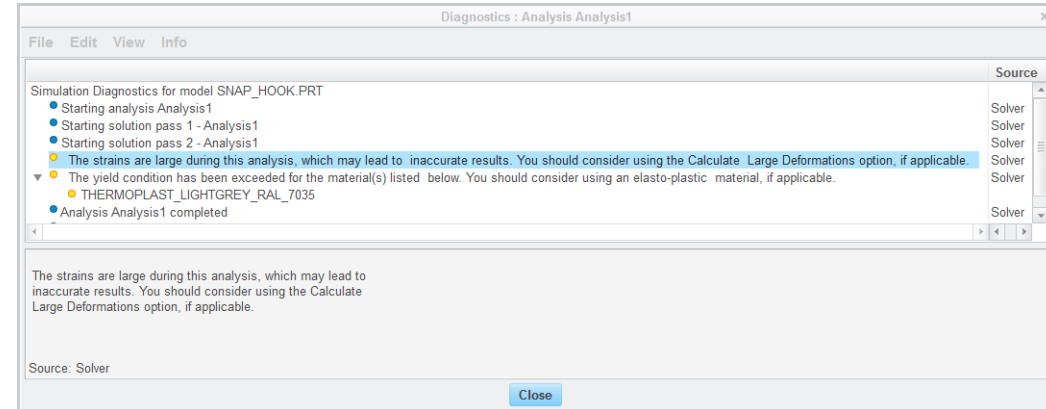 Diagnostics : Analysis Analysis1
File Edit View Info
Source
Simulation Diagnostics for model SNAP_HOOK.PRT
Starting analysis Analysis1 Solver
Starting solution pass 1 - Analysis1 Solver
Starting solution pass 2 - Analysis1 Solver
The strains are large during this analysis, which may lead to inaccurate results. You should consider using the Calculate Large Deformations option, if applicable. Solver
The yield condition has been exceeded for the material(s) listed below. You should consider using an elasto-plastic material, if applicable. Solver
THERMOPLAST_LIGHTGREY_RAL_7035
Analysis Analysis1 completed Solver
The strains are large during this analysis, which may lead to
inaccurate results. You should consider using the Calculate
Large Deformations option, if applicable.
Source: Solver
Close